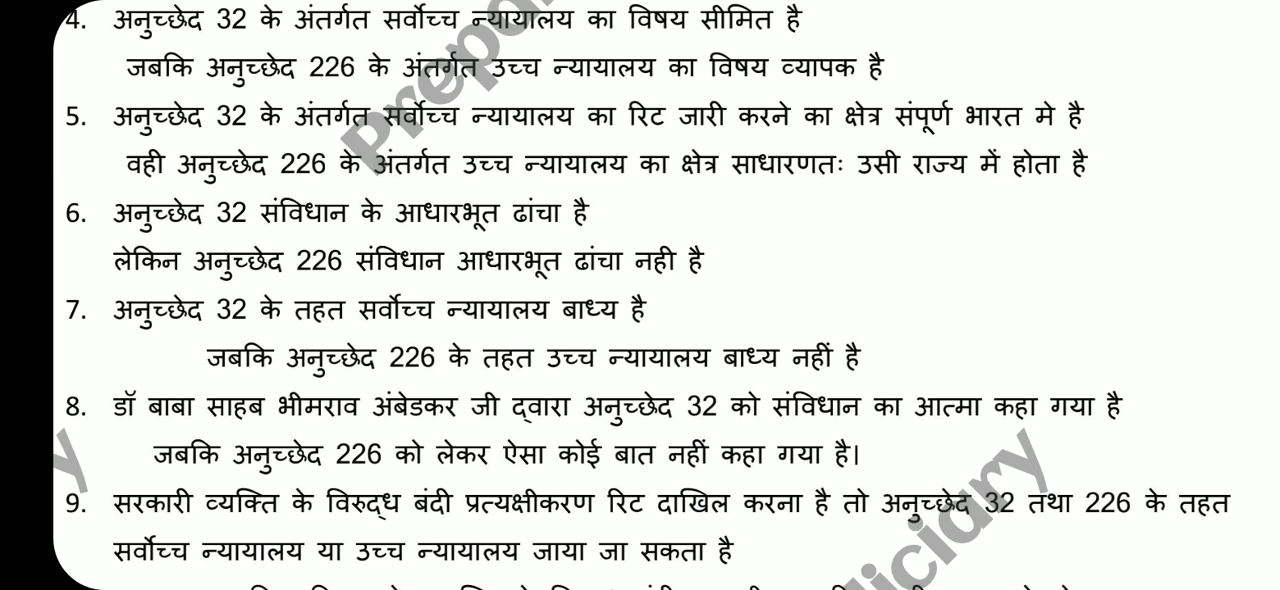 4. अनुच्छेद 32 के अंतर्गत सर्वोच्च न्यायालय का विषय सीमित है
जबकि अनुच्छेद 226 के अंतर्गत उच्च न्यायालय का विषय व्यापक है
5. अनुच्छेद 32 के अंतर्गत सर्वोच्च न्यायालय का रिट जारी करने का क्षेत्र संपूर्ण भारत मे है
वही अनुच्छेद 226 के अंतर्गत उच्च न्यायालय का क्षेत्र साधारणतः उसी राज्य में होता है
6. अनुच्छेद 32 संविधान के आधारभूत ढांचा है
लेकिन अनुच्छेद 226 संविधान आधारभूत ढांचा नही है
7. अनुच्छेद 32 के तहत सर्वोच्च न्यायालय बाध्य है
जबकि अनुच्छेद 226 के तहत उच्च न्यायालय बाध्य नहीं है
8. डॉ बाबा साहब भीमराव अंबेडकर जी द्वारा अनुच्छेद 32 को संविधान का आत्मा कहा गया है
जबकि अनुच्छेद 226 को लेकर ऐसा कोई बात नहीं कहा गया है।
9. सरकारी व्यक्ति के विरुद्ध बंदी प्रत्यक्षीकरण रिट दाखिल करना है तो अनुच्छेद 32 तथा 226 के तहत
सर्वोच्च न्यायालय या उच्च न्यायालय जाया जा सकता है